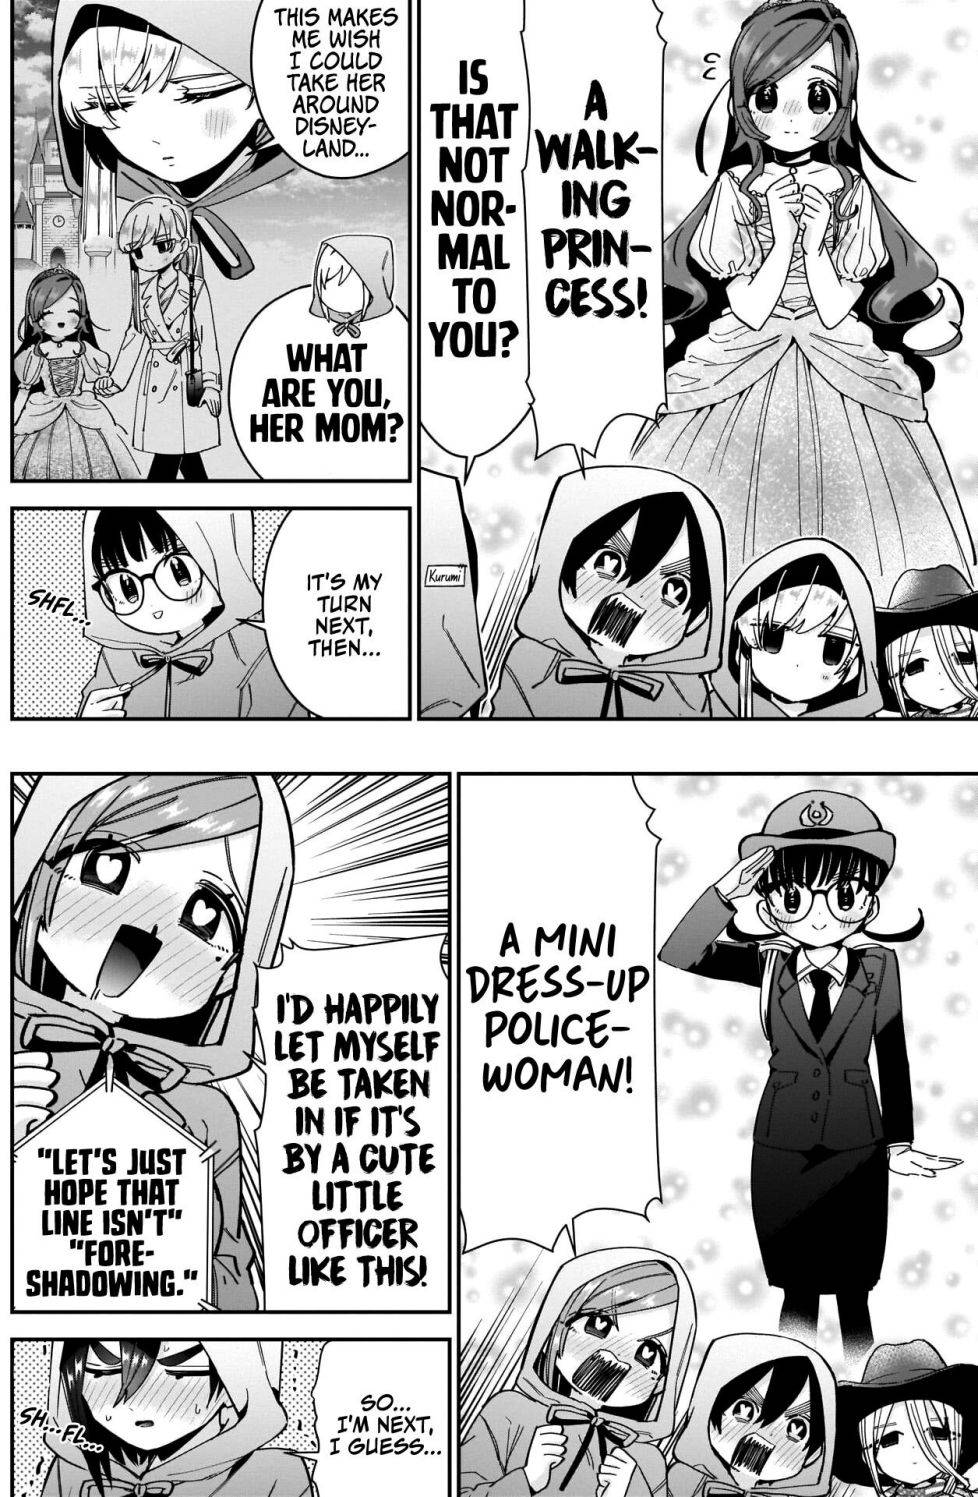 A
WALK-
ING
PRIN-
CESS!
IS
THAT
NOT
NOR-
MAL
TO
YOU?
Kurumi
THIS MAKES
ME WISH
I COULD
TAKE HER
AROUND
DISNEY-
LAND...
WHAT
ARE YOU,
HER MOM?
IT'S MY
TURN
NEXT,
THEN...
SHFL...
A MINI
DRESS-UP
POLICE-
WOMAN!
I'D HAPPILY
LET MYSELF
BE TAKEN
IN IF IT'S
BY A CUTE
LITTLE
OFFICER
LIKE THIS!
"LET'S JUST
HOPE THAT
LINE ISN'T"
"FORE-
SHADOWING."
SO...
I'M NEXT,
I GUESS...
SH...FL...